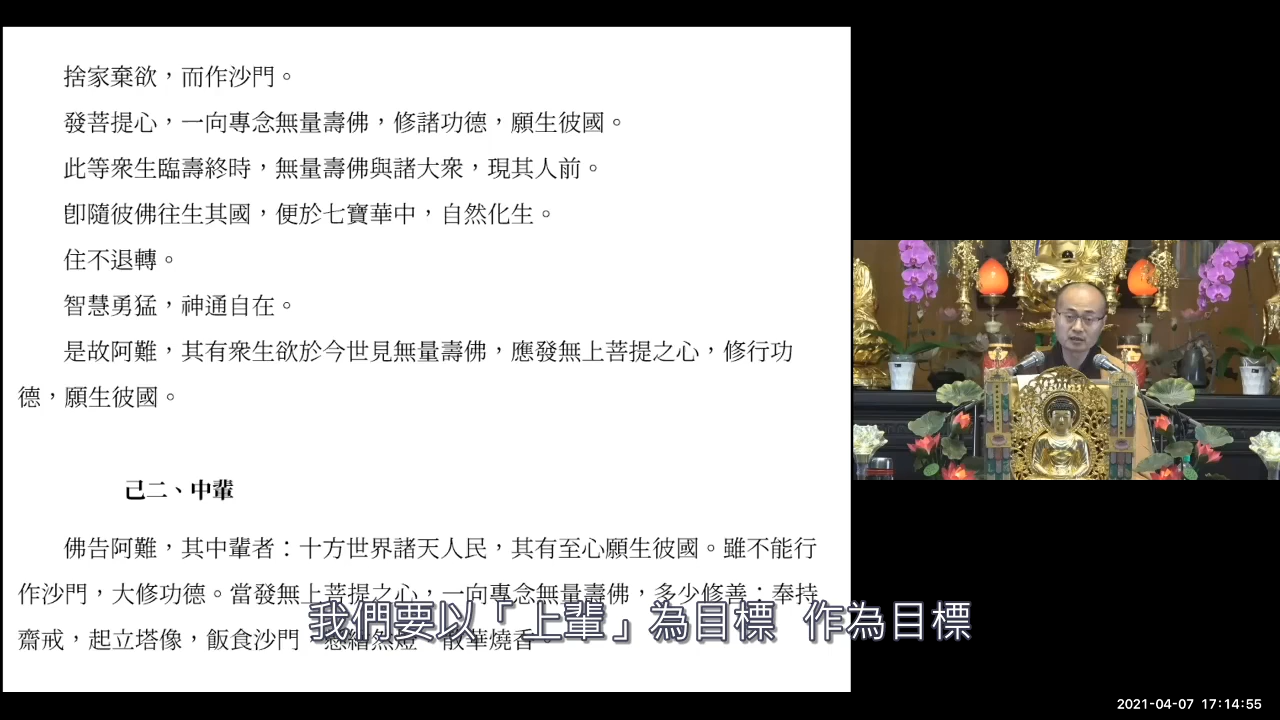 捨家棄欲，而作沙門。
發菩提心，一向專念無量壽佛，修諸功德，願生彼國。
此等衆生臨壽終時，無量壽佛與諸大衆，現其人前。
卽隨彼佛往生其國，便於七寶華中，自然化生。
住不退轉。
智慧勇猛，神通自在。
是故阿難，其有衆生欲於今世見無量壽佛，應發無上菩提之心，修行功
德，願生彼國。
己二、中輩
佛告阿難，其中輩者：十方世界諸天人民，其有至心願生彼國。雖不能行
作沙門，大修功德。當發無上菩提之心，一向專念無量壽佛，多少修善：奉持
齋戒，起立塔像，飯食沙門，懸繒然燈，散華燒香。
我們要以「上輩」為目標 作為目標
2021-04-07 17:14:55